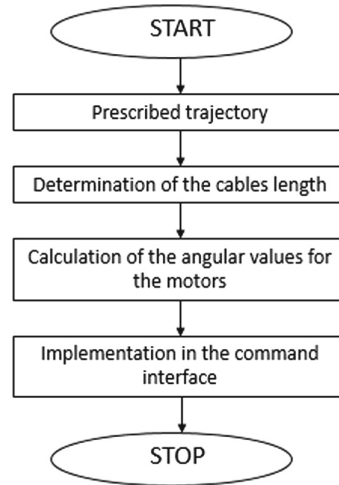 START
Prescribed trajectory
Determination of the cables length
Calculation of the angular values for
the motors
Implementation in the command
interface
STOP